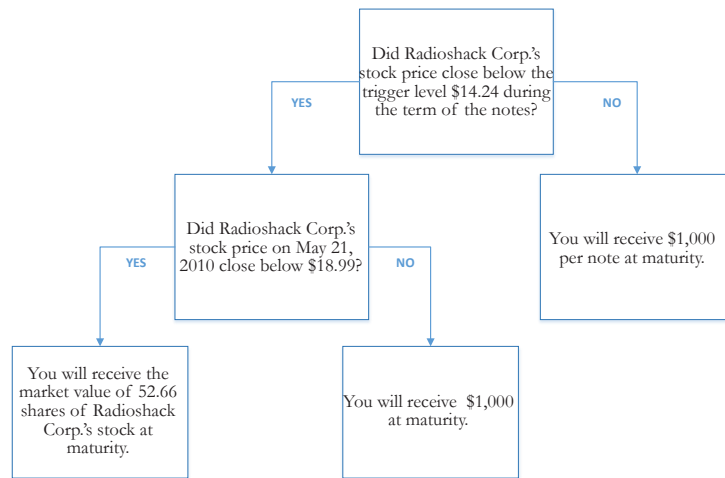 Did Radioshack Corp.'s
stock price close below the
trigger level $14.24 during
the term of the notes?
YES
NO
Did Radioshack Corp.'s
stock price on May 21,
2010 close below $18.99?
You will receive $1,000
per note at maturity.
YES
NO
You will receive the
market value of 52.66
shares of Radioshack
Corp.'s stock at
maturity.
You will receive $1,000
at maturity.